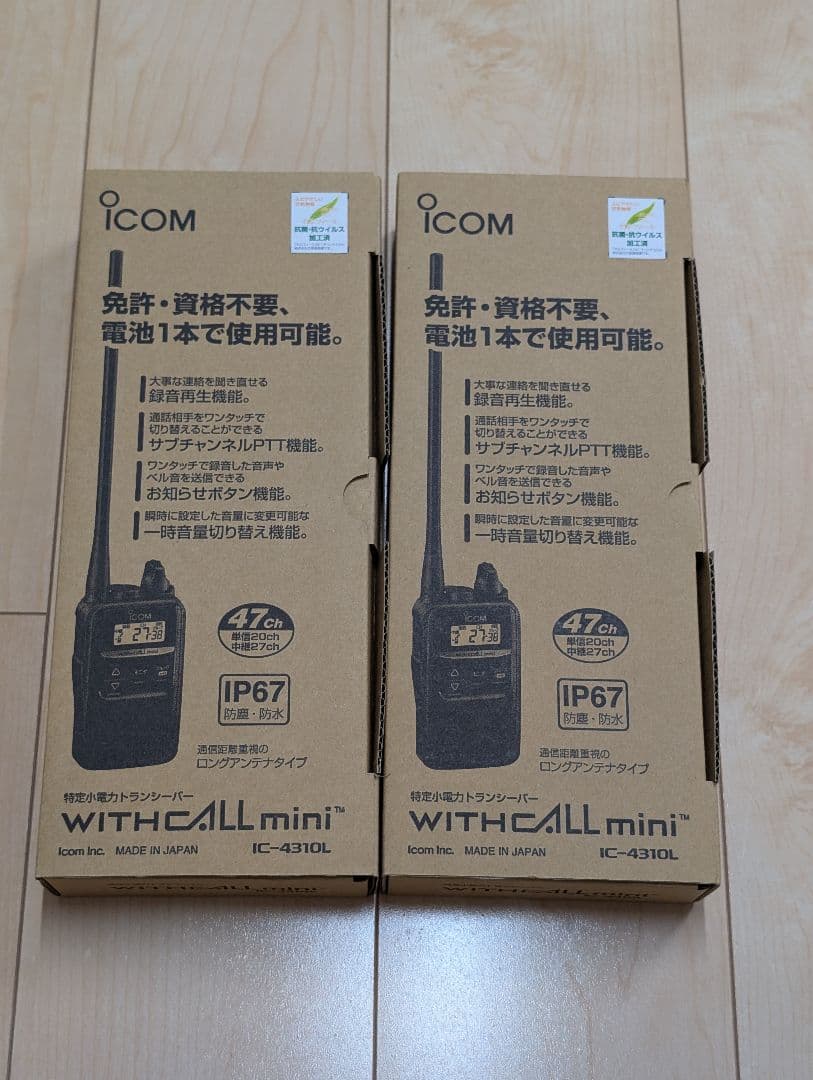 ICOM
抗菌・抗ウイルス
加工済
免許・資格不要、
電池1本で使用可能。
大事な連絡を聞き直せる
録音再生機能。
通話相手をワンタッチで
切り替えることができる
サブチャンネルPTT機能。
ワンタッチで録音した音声や
ベル音を送信できる
お知らせボタン機能。
瞬時に設定した音量に変更可能な
一時音量切り替え機能。
ICOM
27-38
WITHCALL mini
47ch
単信20ch
中継27ch
IP67
防塵・防水
通信距離重視の
ロングアンテナタイプ
特定小電力トランシーバー
WITHCALL mini™
Icom Inc. MADE IN JAPAN IC-4310L
WITHCALL mini
ICOM
抗菌・抗ウイルス
加工済
免許・資格不要、
電池1本で使用可能。
大事な連絡を聞き直せる
録音再生機能。
通話相手をワンタッチで
切り替えることができる
サブチャンネルPTT機能。
ワンタッチで録音した音声や
ベル音を送信できる
お知らせボタン機能。
瞬時に設定した音量に変更可能な
一時音量切り替え機能。
ICOM
27-38
WITHCALL mini
47ch
単信20ch
中継27ch
IP67
防塵・防水
通信距離重視の
ロングアンテナタイプ
特定小電力トランシーバー
WITHCALL mini™
Icom Inc. MADE IN JAPAN IC-4310L
WITHCALL mini